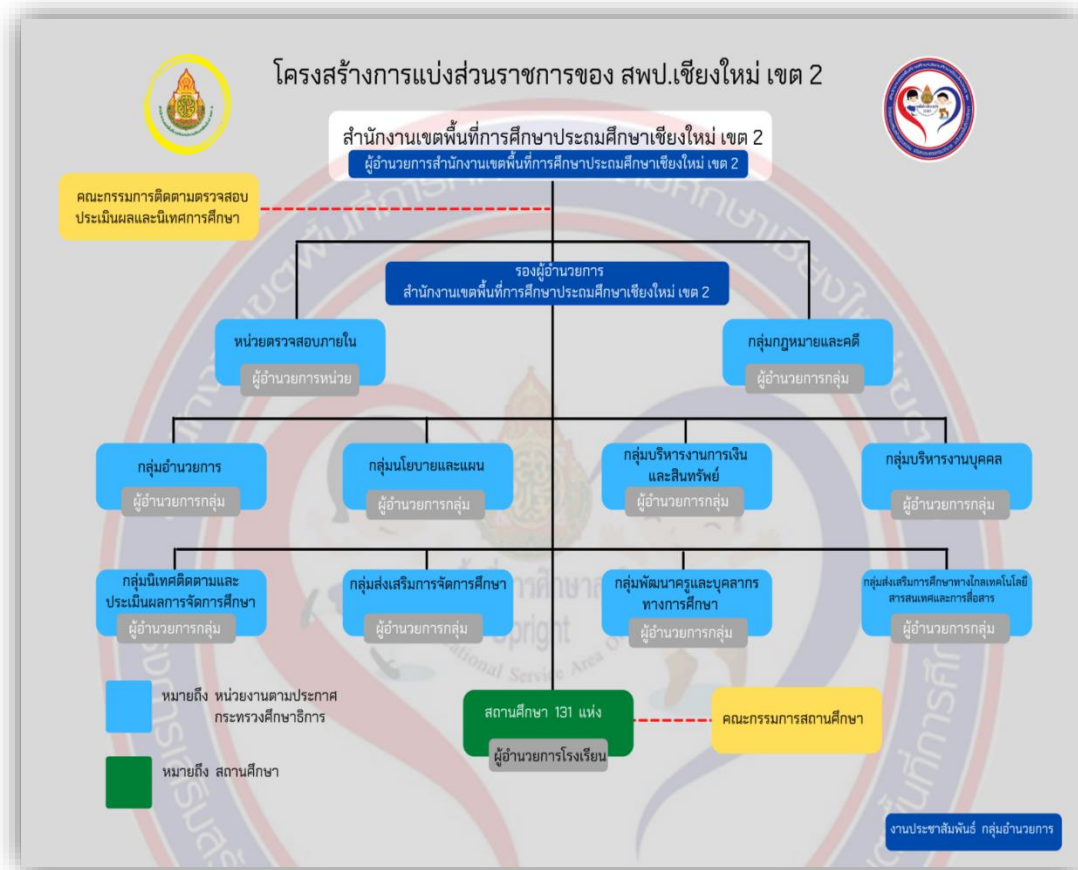 โครงสร้างการแบ่งส่วนราชการของ สพป.เชียงใหม่ เขต 2
สำนักงานเขตพื้นที่การศึกษาประถมศึกษาเชียงใหม่ เขต 2
ผู้อำนวยการสำนักงานเขตพื้นที่การศึกษาประถมศึกษาเชียงใหม่ เขต 2
คณะกรรมการติดตามตรวจสอบ
ประเมินผลและนิเทศการศึกษา
รองผู้อำนวยการ
สำนักงานเขตพื้นที่การศึกษาประถมศึกษาเชียงใหม่ เขต 2
หน่วยตรวจสอบภายใน
ผู้อำนวยการหน่วย
กลุ่มกฎหมายและคดี
ผู้อำนวยการกลุ่ม
กลุ่มอำนวยการ
ผู้อำนวยการกลุ่ม
กลุ่มนโยบายและแผน
ผู้อำนวยการกลุ่ม
กลุ่มบริหารงานการเงิน
และสินทรัพย์
ผู้อำนวยการกลุ่ม
กลุ่มบริหารงานบุคคล
ผู้อำนวยการกลุ่ม
กลุ่มนิเทศติดตามและ
ประเมินผลการจัดการศึกษา
ผู้อำนวยการกลุ่ม
กลุ่มส่งเสริมการจัดการศึกษา
ผู้อำนวยการกลุ่ม
กลุ่มพัฒนาครูและบุคลากร
ทางการศึกษา
ผู้อำนวยการกลุ่ม
กลุ่มส่งเสริมการศึกษาทางไกลเทคโนโลยี
สารสนเทศและการสื่อสาร
ผู้อำนวยการกลุ่ม
หมายถึง หน่วยงานตามประกาศ
กระทรวงศึกษาธิการ
หมายถึง สถานศึกษา
สถานศึกษา 131 แห่ง
ผู้อำนวยการโรงเรียน
คณะกรรมการสถานศึกษา
งานประชาสัมพันธ์ กลุ่มอำนวยการ